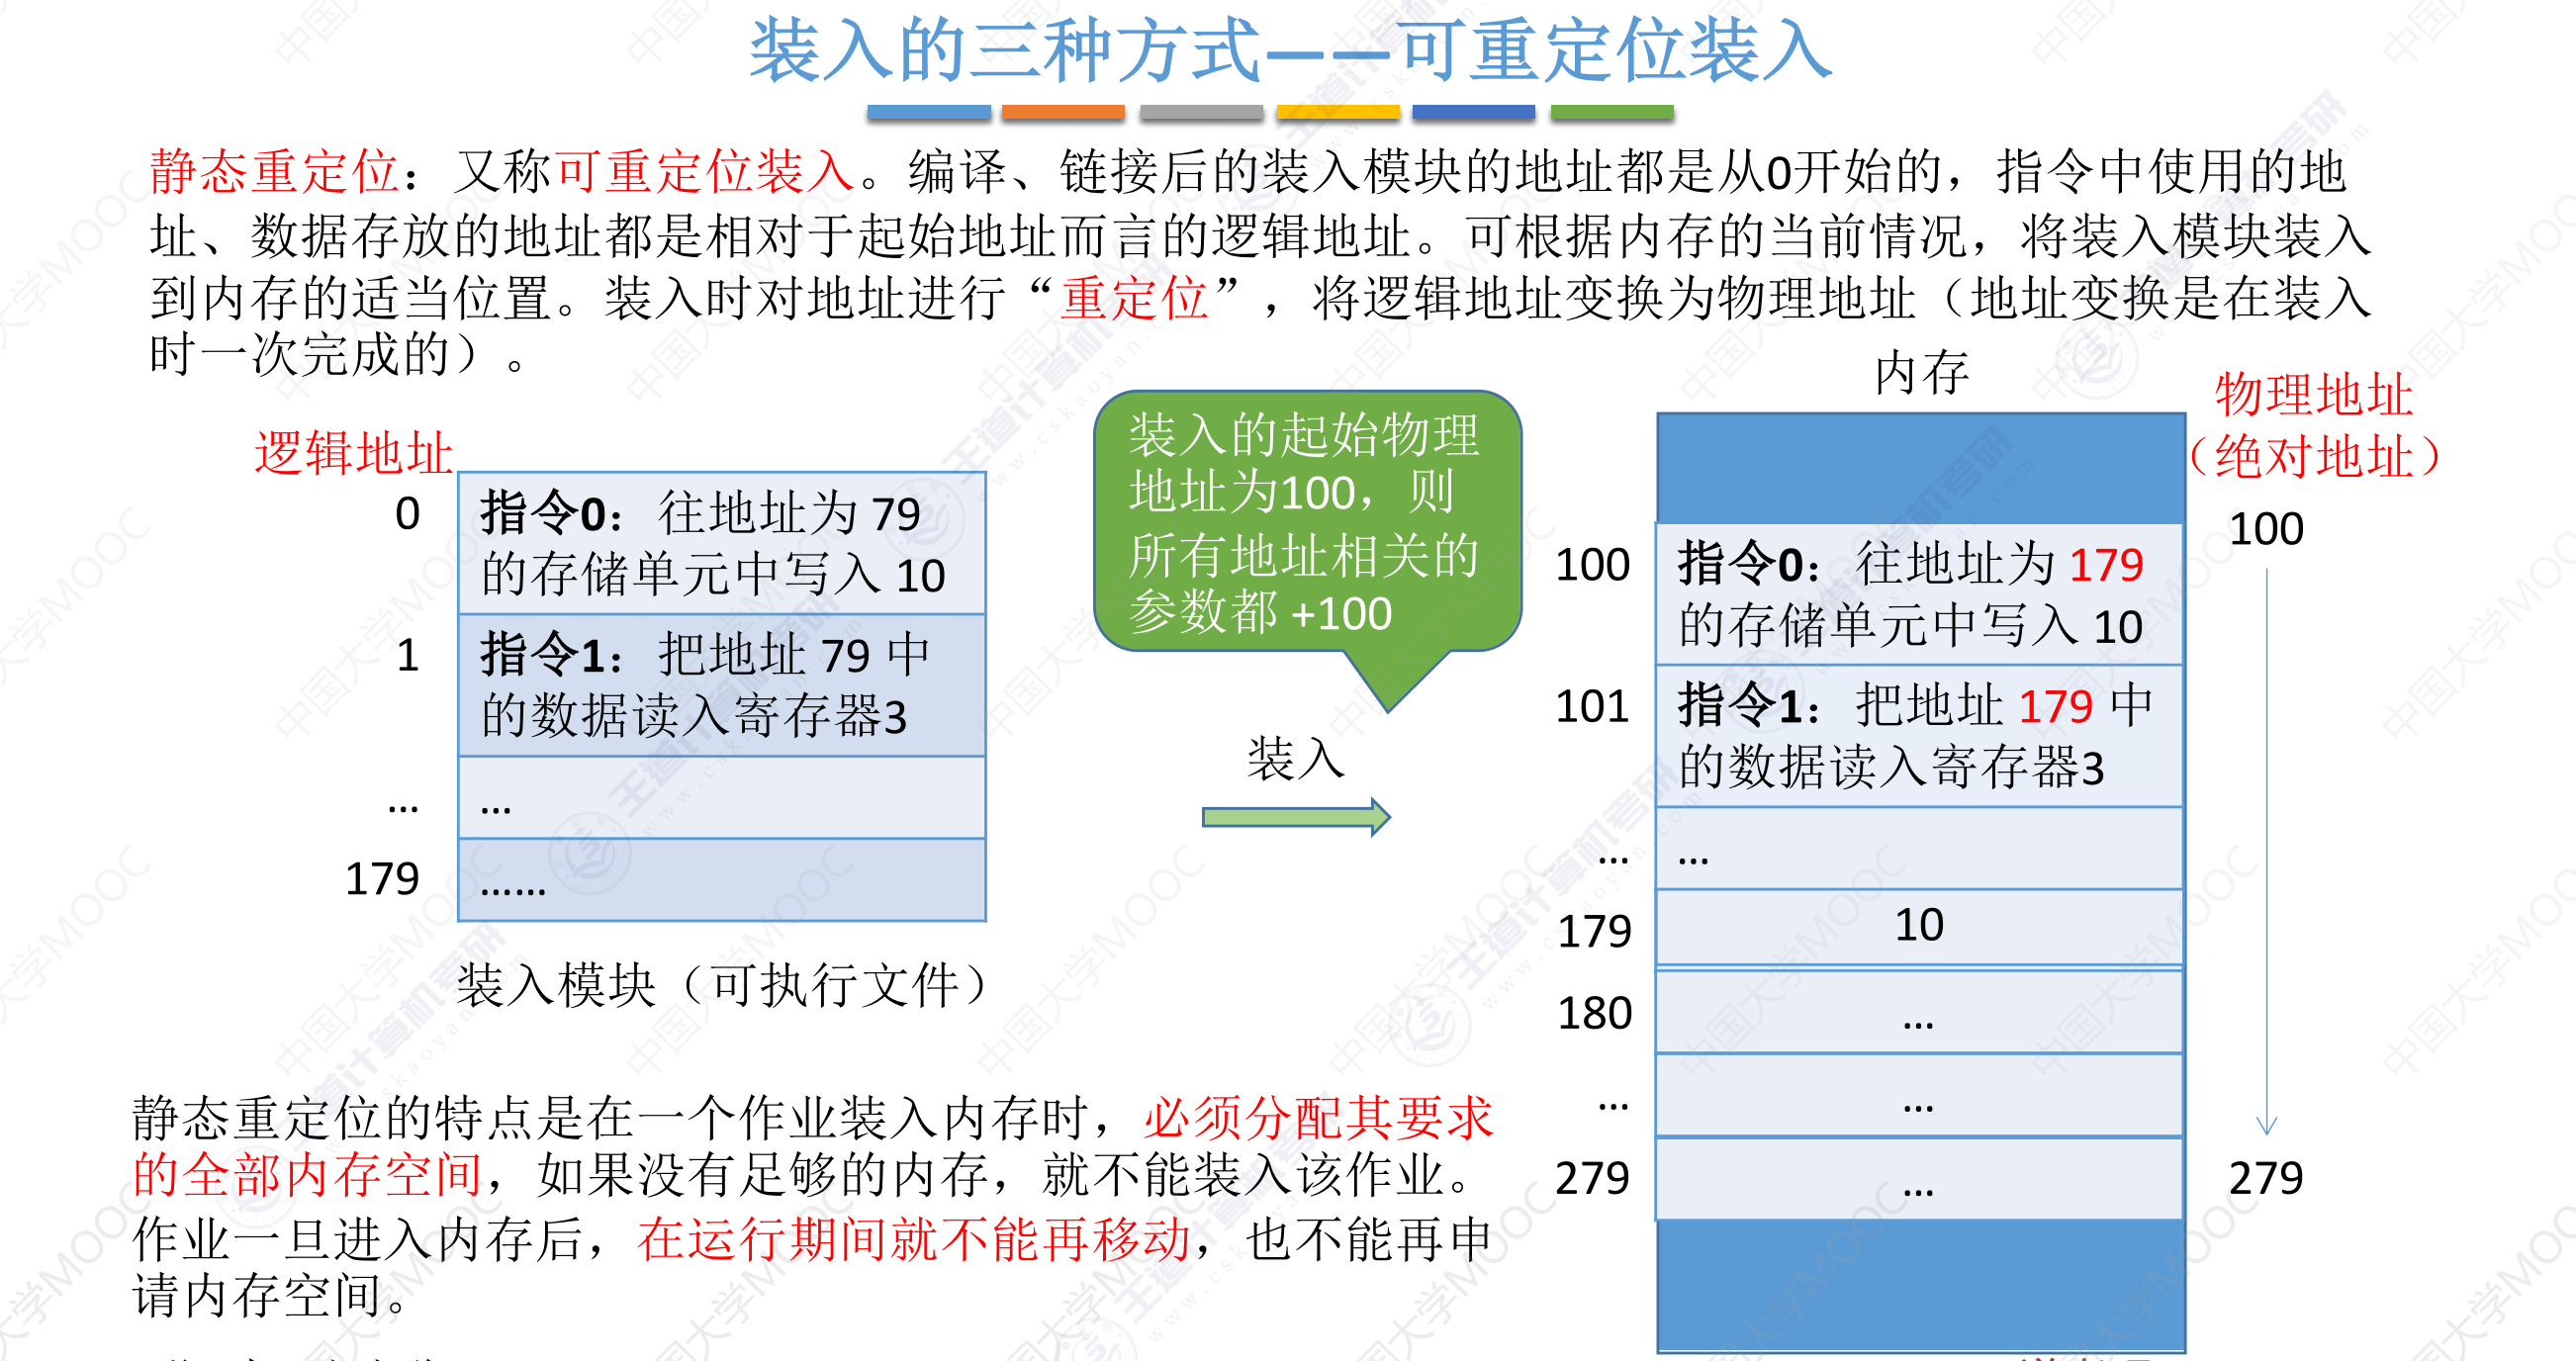 装入的三种方式——可重定位装入
静态重定位：又称可重定位装入。编译、链接后的装入模块的地址都是从0开始的，指令中使用的地
址、数据存放的地址都是相对于起始地址而言的逻辑地址。可根据内存的当前情况，将装入模块装入
到内存的适当位置。装入时对地址进行“重定位”，将逻辑地址变换为物理地址（地址变换是在装入
时一次完成的）。
逻辑地址
0
指令0：往地址为 79
的存储单元中写入 10
1
指令1：把地址 79 中
的数据读入寄存器3
...
...
179
......
装入模块（可执行文件）
装入的起始物理
地址为100，则
所有地址相关的
参数都 +100
装入
内存
物理地址
（绝对地址）
100
100
指令0：往地址为 179
的存储单元中写入 10
101
指令1：把地址 179 中
的数据读入寄存器3
...
...
179
10
180
...
...
...
279
...
279
静态重定位的特点是在一个作业装入内存时，必须分配其要求
的全部内存空间，如果没有足够的内存，就不能装入该作业。
作业一旦进入内存后，在运行期间就不能再移动，也不能再申
请内存空间。
中国大学MOOC
王道计算机考研
www.cskaoyan.com